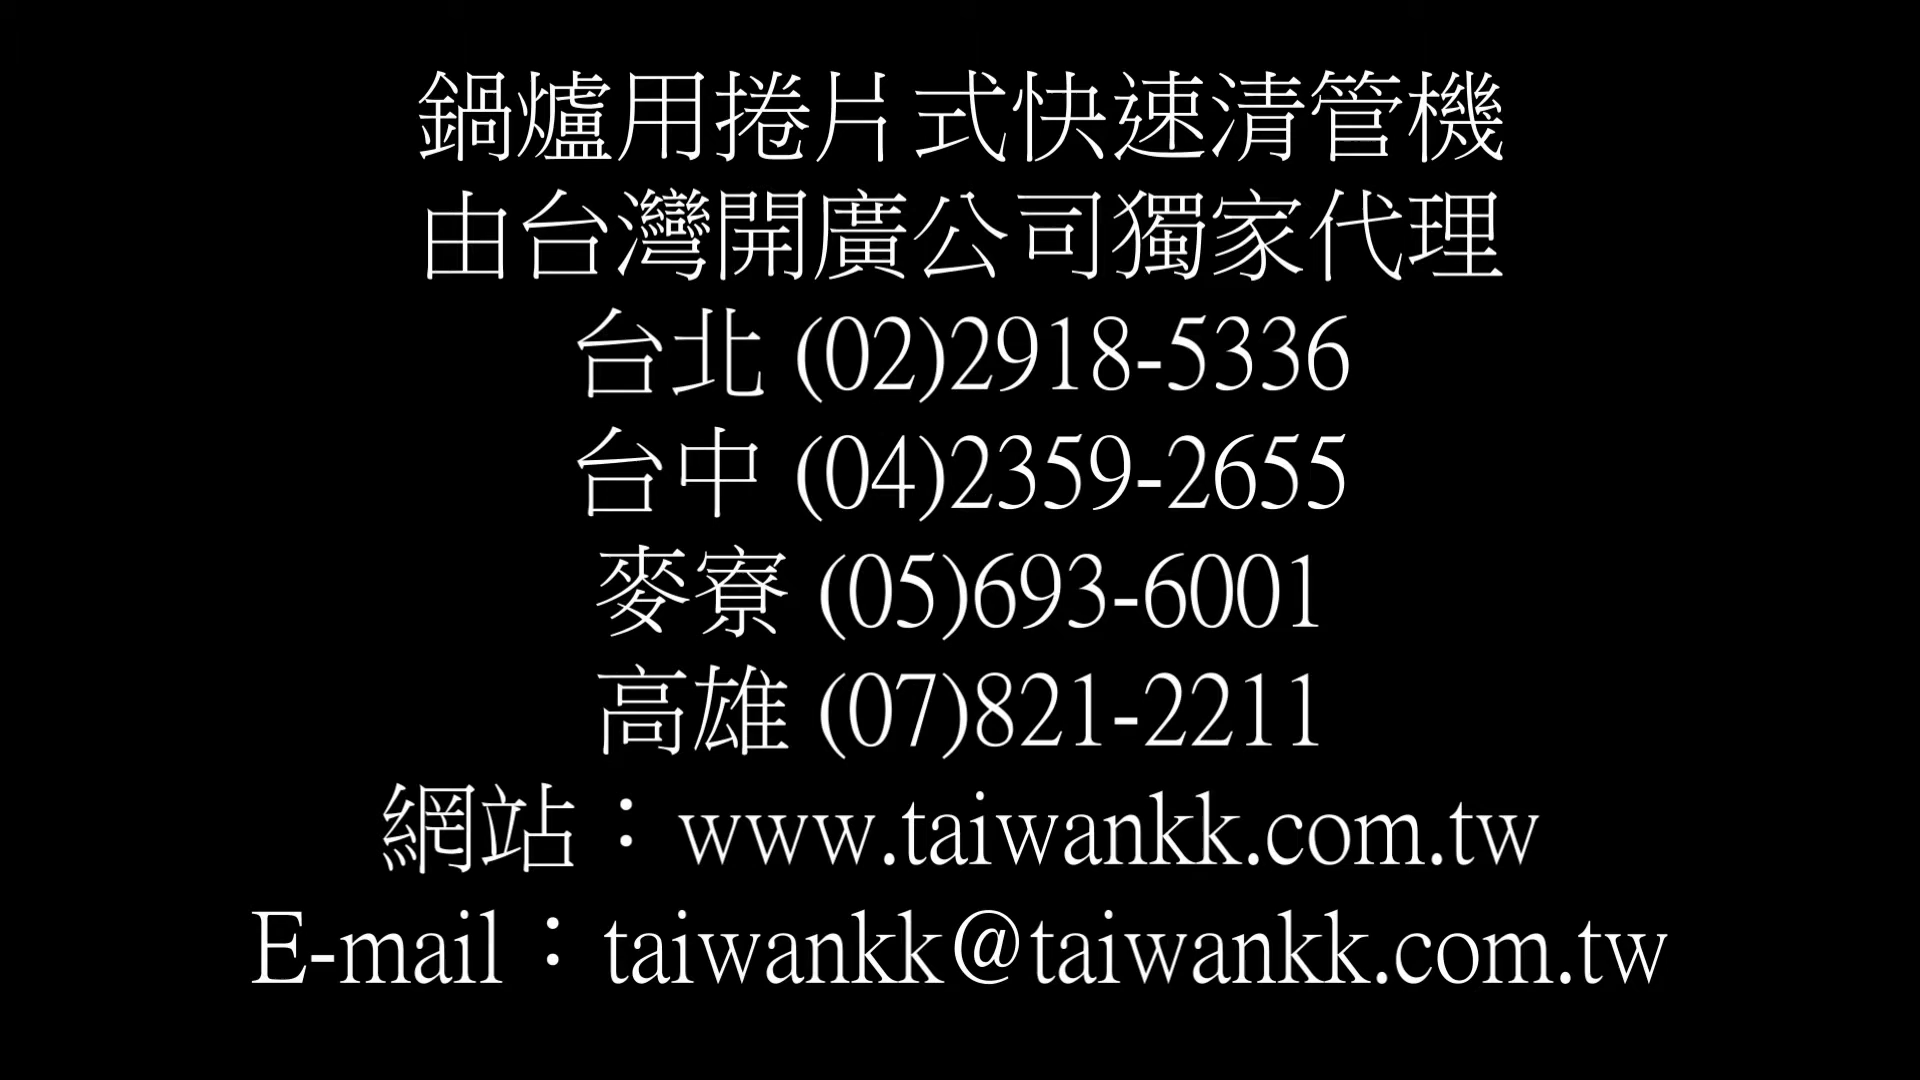 鍋爐用捲片式快速清管機
由台灣開廣公司獨家代理
台北 (02)2918-5336
台中 (04)2359-2655
麥寮 (05)693-6001
高雄 (07)821-2211
網站：www.taiwankk.com.tw
E-mail：taiwankk@taiwankk.com.tw